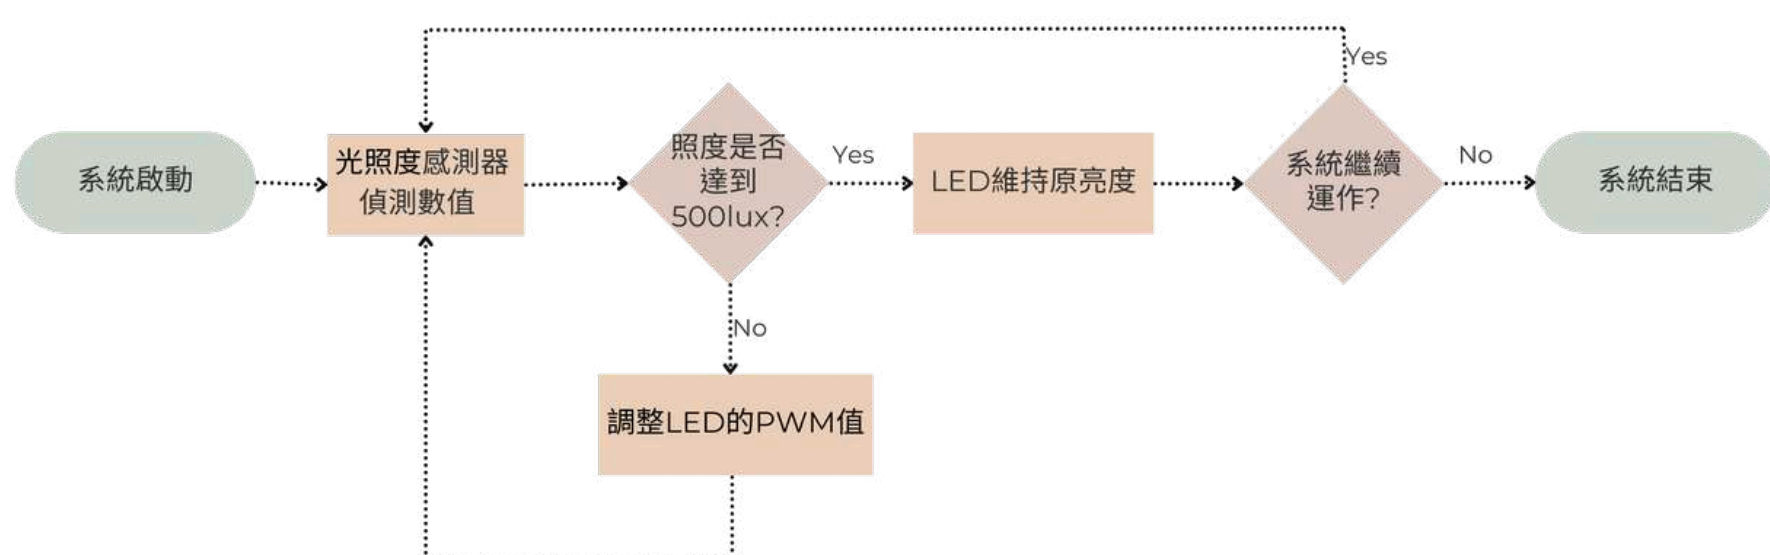 Yes
系統啟動
光照度感測器
偵測數值
照度是否
達到
500lux?
Yes
LED維持原亮度
系統繼續
運作?
No
系統結束
No
調整LED的PWM值